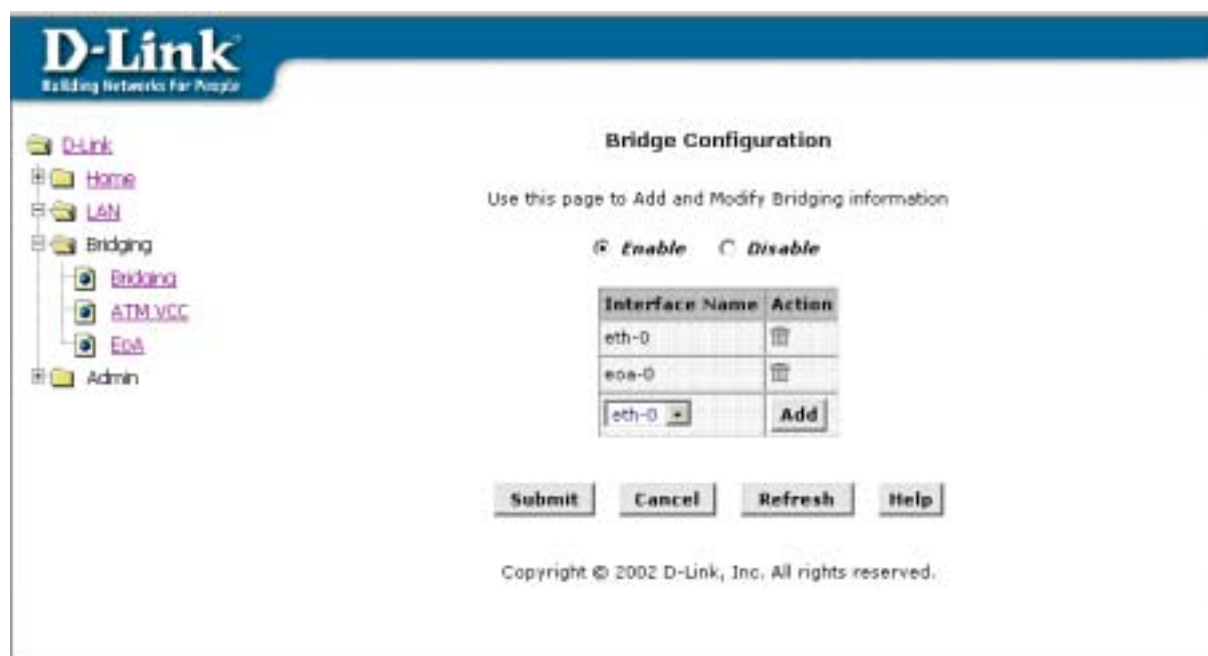 D-Link
Building Networks for People
D-Link
Home
LAN
Bridging
Bridging
ATM VCC
EoA
Admin
Bridge Configuration
Use this page to Add and Modify Bridging information
Enable Disable
Interface Name Action
eth-0
eoa-0
eth-0 Add
Submit Cancel Refresh Help
Copyright © 2002 D-Link, Inc. All rights reserved.